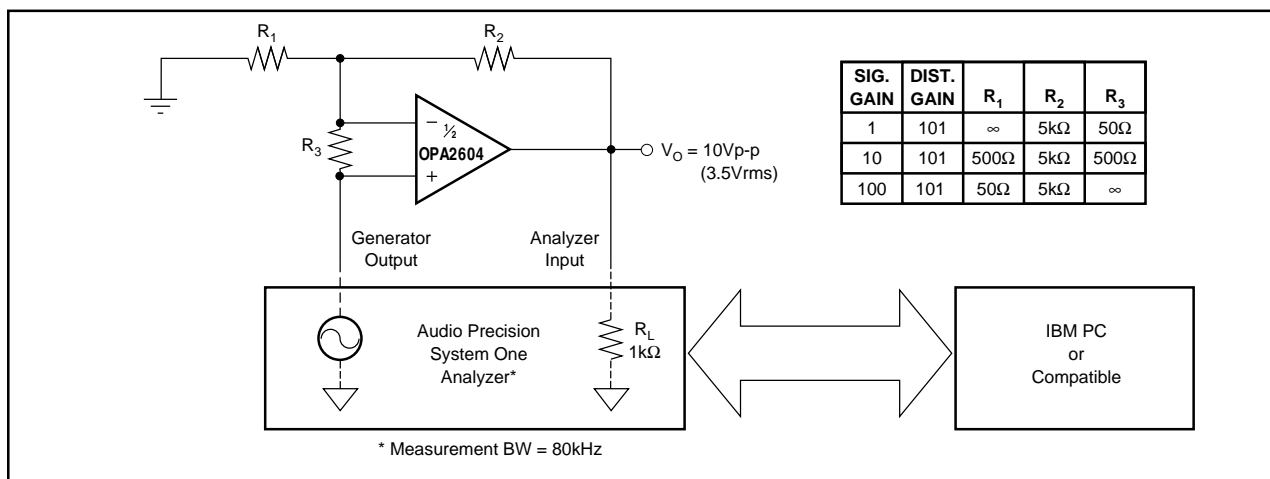 R1
R2
R3
−
½
OPA2604
+
VO = 10Vp-p
(3.5Vrms)
Generator
Output
Analyzer
Input
SIG. GAIN DIST. GAIN R1 R2 R3
1 101 ∞ 5kΩ 50Ω
10 101 500Ω 5kΩ 500Ω
100 101 50Ω 5kΩ ∞
Audio Precision
System One
Analyzer*
RL
1kΩ
IBM PC
or
Compatible
* Measurement BW = 80kHz